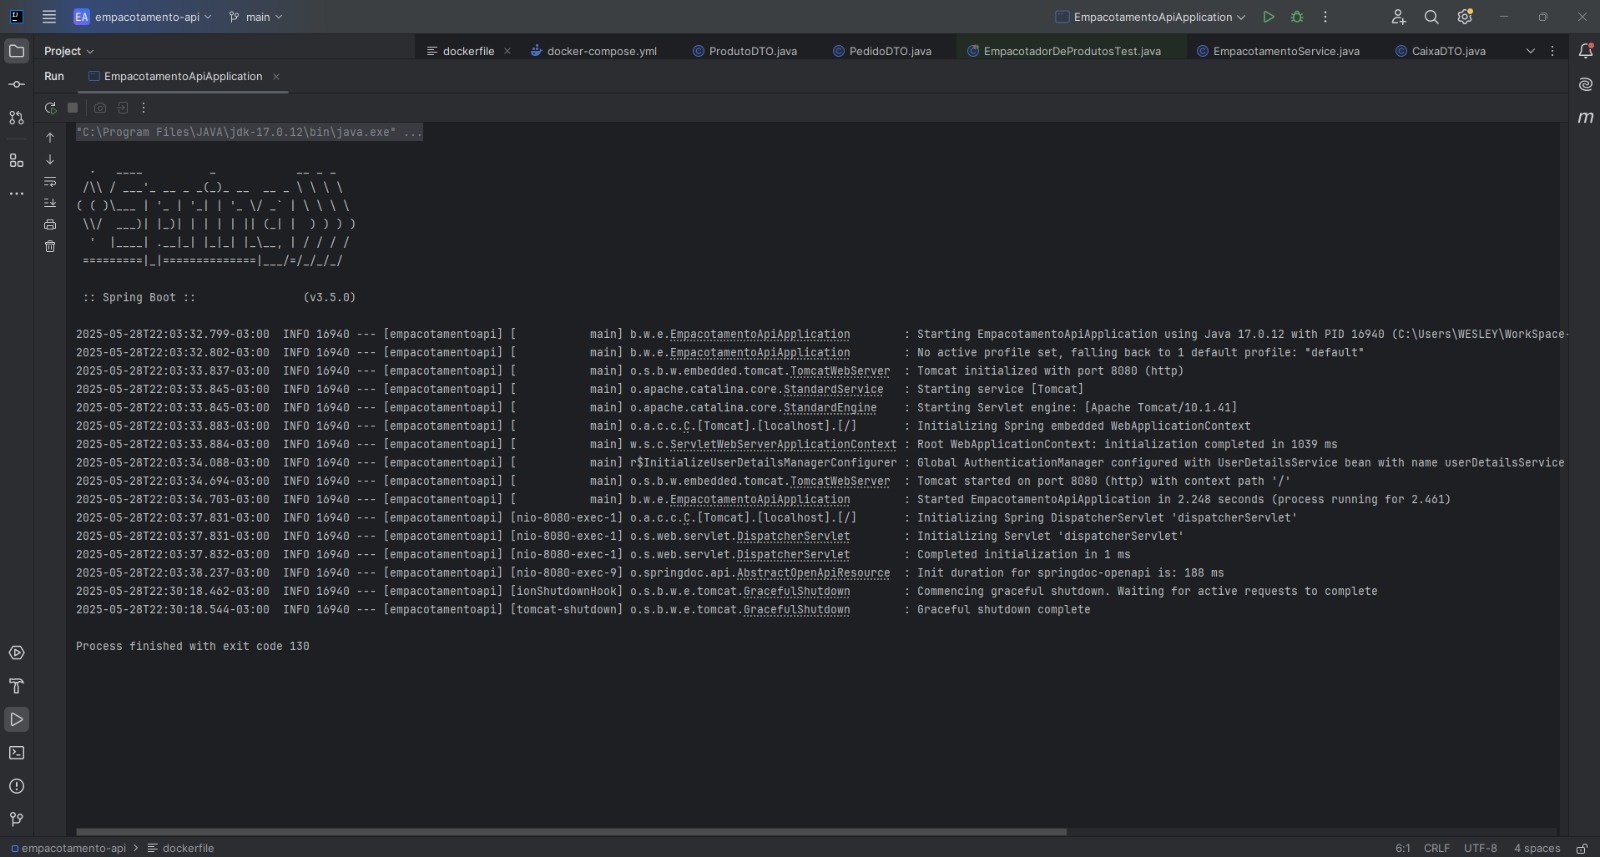 EA empacotamento-api main EmpacotamentoApiApplication
Project dockerfile docker-compose.yml ProdutoDTO.java PedidoDTO.java EmpacotadorDeProdutosTest.java EmpacotamentoService.java CaixaDTO.java
Run EmpacotamentoApiApplication
"C:\Program Files\JAVA\jdk-17.0.12\bin\java.exe" ...
  .   ____          _            __ _ _
 /\\ / ___'_ __ _ _(_)_ __  __ _ \ \ \ \
( ( )\___ | '_ | '_| | '_ \/ _` | \ \ \ \
 \\/  ___)| |_)| | | | | || (_| |  ) ) ) )
  '  |____| .__|_| |_|_| |_\__, | / / / /
 =========|_|==============|___/=/_/_/_/
 :: Spring Boot ::                (v3.5.0)
2025-05-28T22:03:32.799-03:00  INFO 16940 --- [empacotamentoapi] [           main] b.w.e.EmpacotamentoApiApplication        : Starting EmpacotamentoApiApplication using Java 17.0.12 with PID 16940 (C:\Users\WESLEY\WorkSpace-
2025-05-28T22:03:32.802-03:00  INFO 16940 --- [empacotamentoapi] [           main] b.w.e.EmpacotamentoApiApplication        : No active profile set, falling back to 1 default profile: "default"
2025-05-28T22:03:33.837-03:00  INFO 16940 --- [empacotamentoapi] [           main] o.s.b.w.embedded.tomcat.TomcatWebServer  : Tomcat initialized with port 8080 (http)
2025-05-28T22:03:33.845-03:00  INFO 16940 --- [empacotamentoapi] [           main] o.apache.catalina.core.StandardService   : Starting service [Tomcat]
2025-05-28T22:03:33.845-03:00  INFO 16940 --- [empacotamentoapi] [           main] o.apache.catalina.core.StandardEngine    : Starting Servlet engine: [Apache Tomcat/10.1.41]
2025-05-28T22:03:33.883-03:00  INFO 16940 --- [empacotamentoapi] [           main] o.a.c.c.C.[Tomcat].[localhost].[/]       : Initializing Spring embedded WebApplicationContext
2025-05-28T22:03:33.884-03:00  INFO 16940 --- [empacotamentoapi] [           main] w.s.c.ServletWebServerApplicationContext : Root WebApplicationContext: initialization completed in 1039 ms
2025-05-28T22:03:34.088-03:00  INFO 16940 --- [empacotamentoapi] [           main] r$InitializeUserDetailsManagerConfigurer : Global AuthenticationManager configured with UserDetailsService bean with name userDetailsService
2025-05-28T22:03:34.694-03:00  INFO 16940 --- [empacotamentoapi] [           main] o.s.b.w.embedded.tomcat.TomcatWebServer  : Tomcat started on port 8080 (http) with context path '/'
2025-05-28T22:03:34.703-03:00  INFO 16940 --- [empacotamentoapi] [           main] b.w.e.EmpacotamentoApiApplication        : Started EmpacotamentoApiApplication in 2.248 seconds (process running for 2.461)
2025-05-28T22:03:37.831-03:00  INFO 16940 --- [empacotamentoapi] [nio-8080-exec-1] o.a.c.c.C.[Tomcat].[localhost].[/]       : Initializing Spring DispatcherServlet 'dispatcherServlet'
2025-05-28T22:03:37.831-03:00  INFO 16940 --- [empacotamentoapi] [nio-8080-exec-1] o.s.web.servlet.DispatcherServlet        : Initializing Servlet 'dispatcherServlet'
2025-05-28T22:03:37.832-03:00  INFO 16940 --- [empacotamentoapi] [nio-8080-exec-1] o.s.web.servlet.DispatcherServlet        : Completed initialization in 1 ms
2025-05-28T22:03:38.237-03:00  INFO 16940 --- [empacotamentoapi] [nio-8080-exec-9] o.springdoc.api.AbstractOpenApiResource  : Init duration for springdoc-openapi is: 188 ms
2025-05-28T22:30:18.462-03:00  INFO 16940 --- [empacotamentoapi] [ionShutdownHook] o.s.b.w.e.tomcat.GracefulShutdown        : Commencing graceful shutdown. Waiting for active requests to complete
2025-05-28T22:30:18.544-03:00  INFO 16940 --- [empacotamentoapi] [tomcat-shutdown] o.s.b.w.e.tomcat.GracefulShutdown        : Graceful shutdown complete
Process finished with exit code 130
empacotamento-api > dockerfile 6:1 CRLF UTF-8 4 spaces